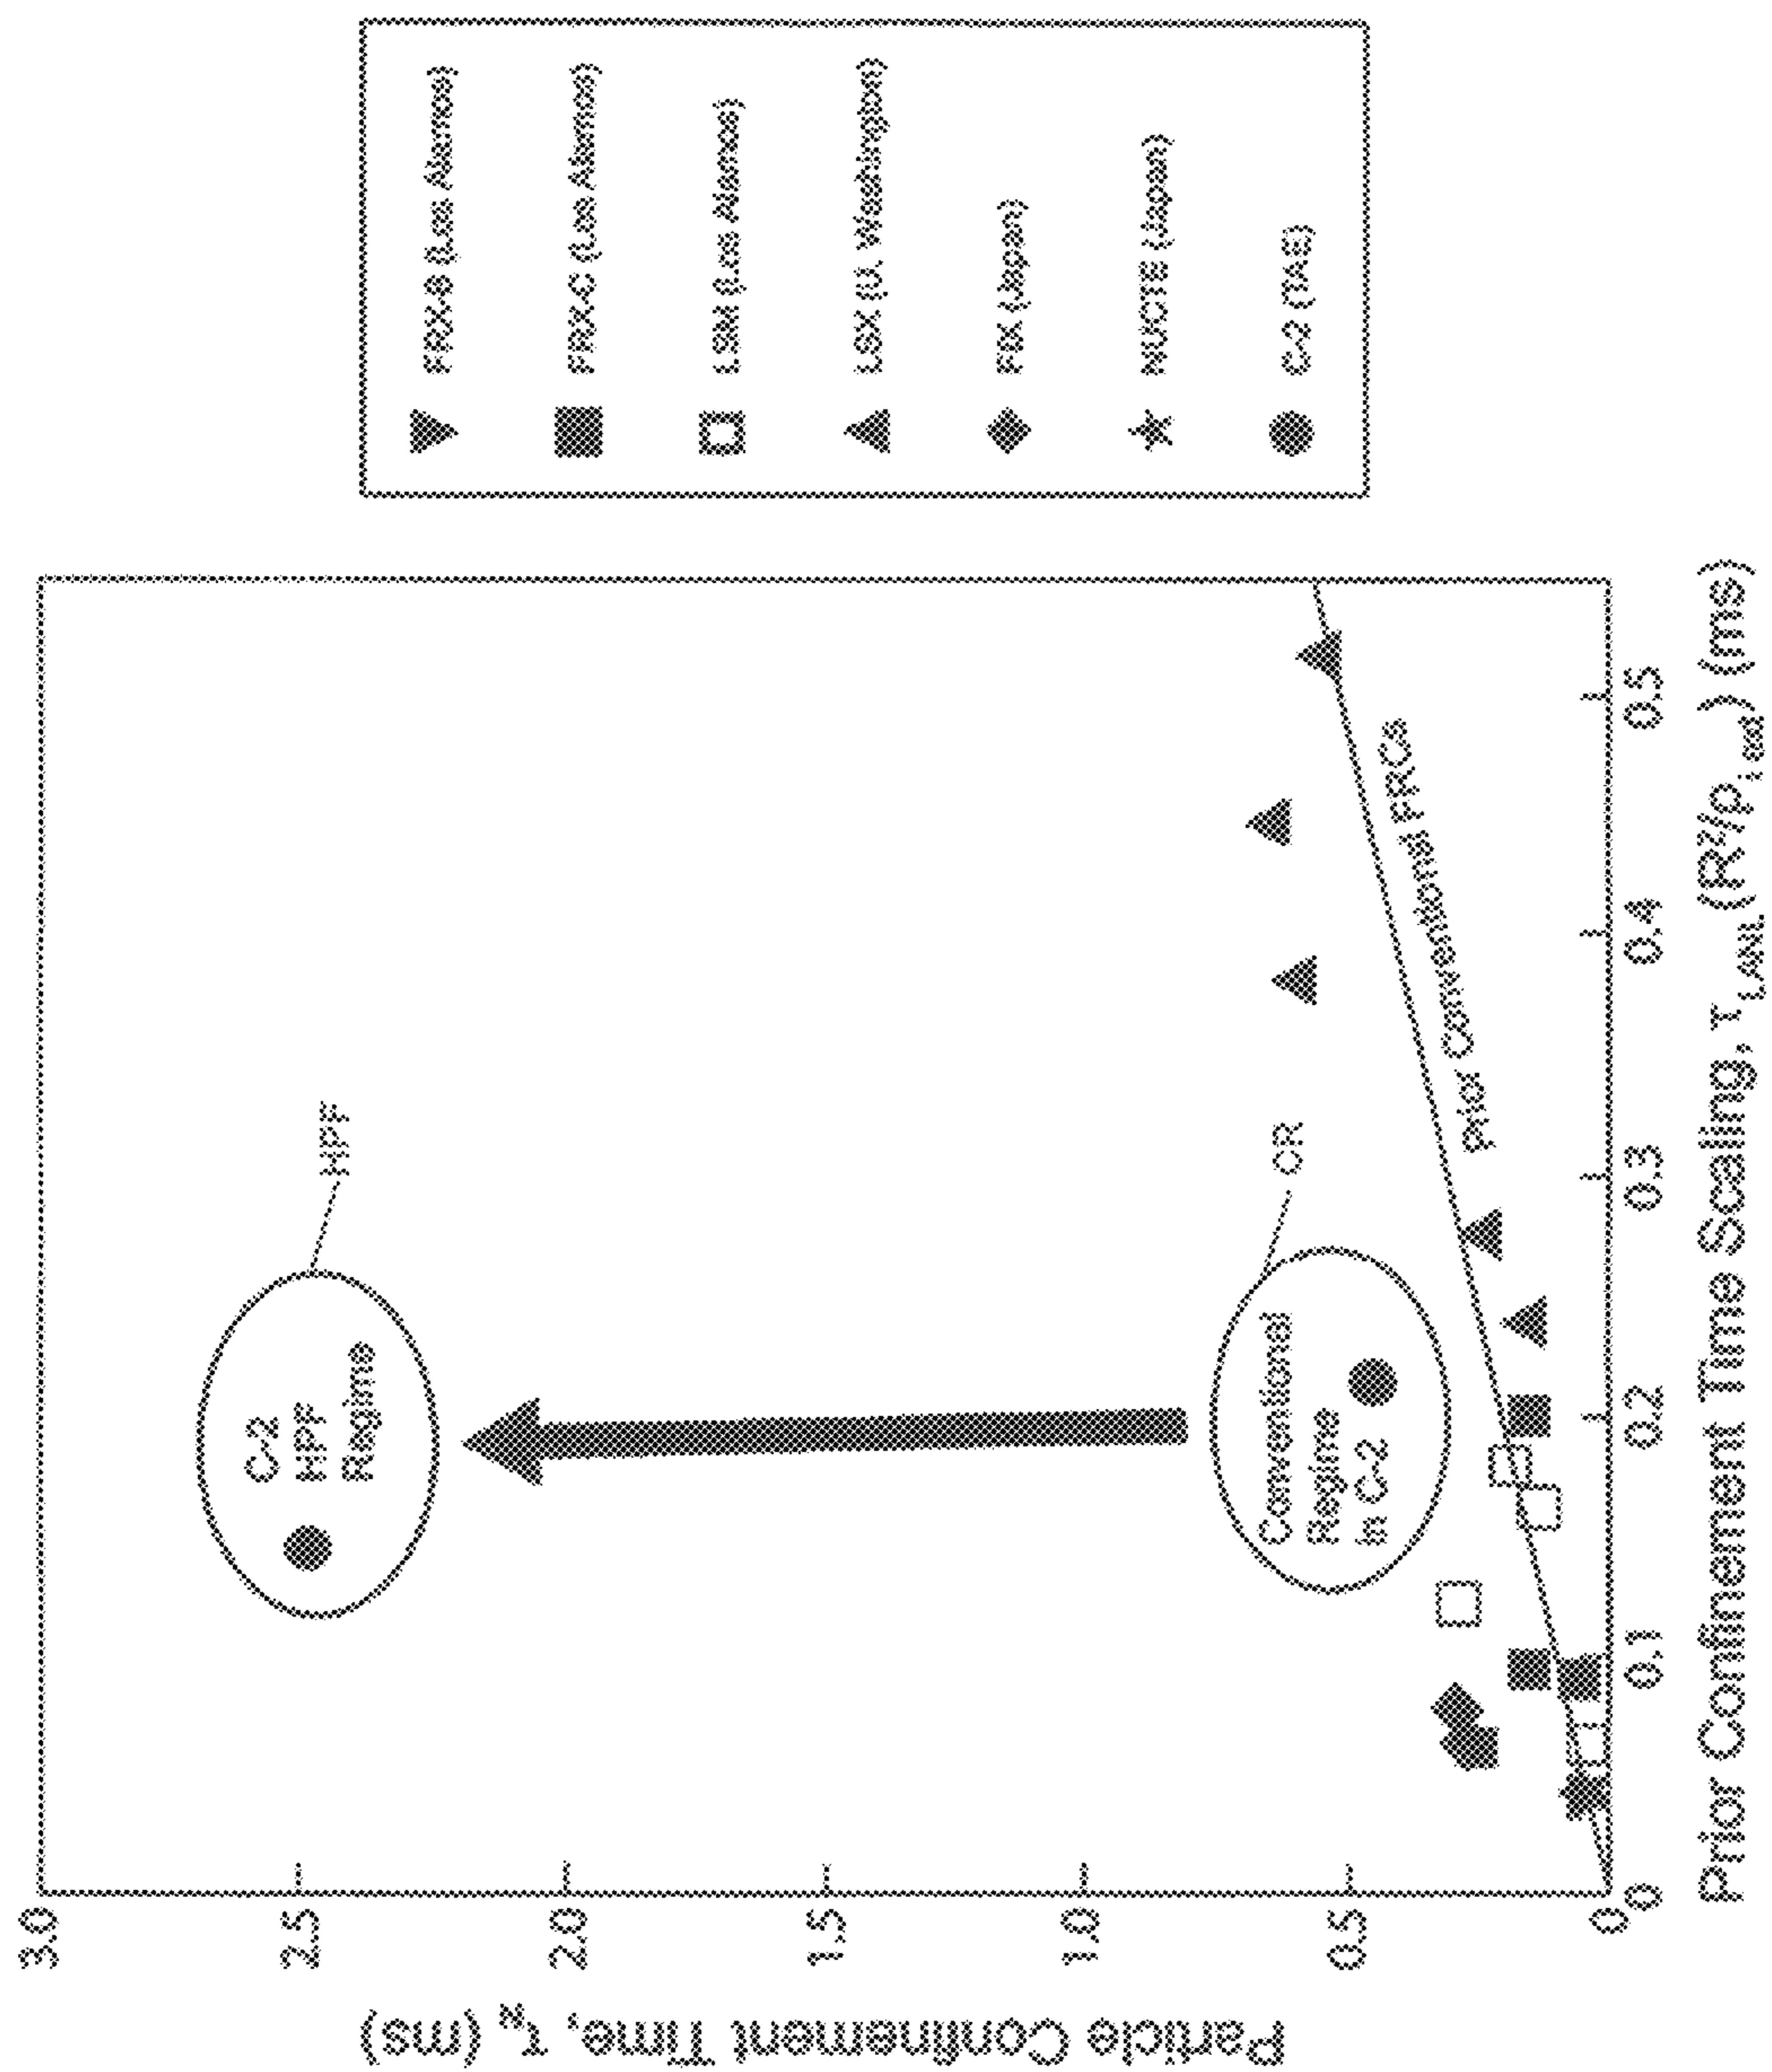 Particle Confinement Time, τN (ms)
3.0
2.5
2.0
1.5
1.0
0.5
0
C-2
HPF
Regime
HPF
Conventional
Regime
in C-2
CR
Prior Conventional FRCs
0
0.1
0.2
0.3
0.4
0.5
Prior Confinement Time Scaling, τLANL (R²/ρi sed) (ms)
FRX-B (Los Alamos)
FRX-C (Los Alamos)
LSM (Los Alamos)
LSX (U. Washington)
FIX (Japan)
NUCTE (Japan)
C-2 (TAE)